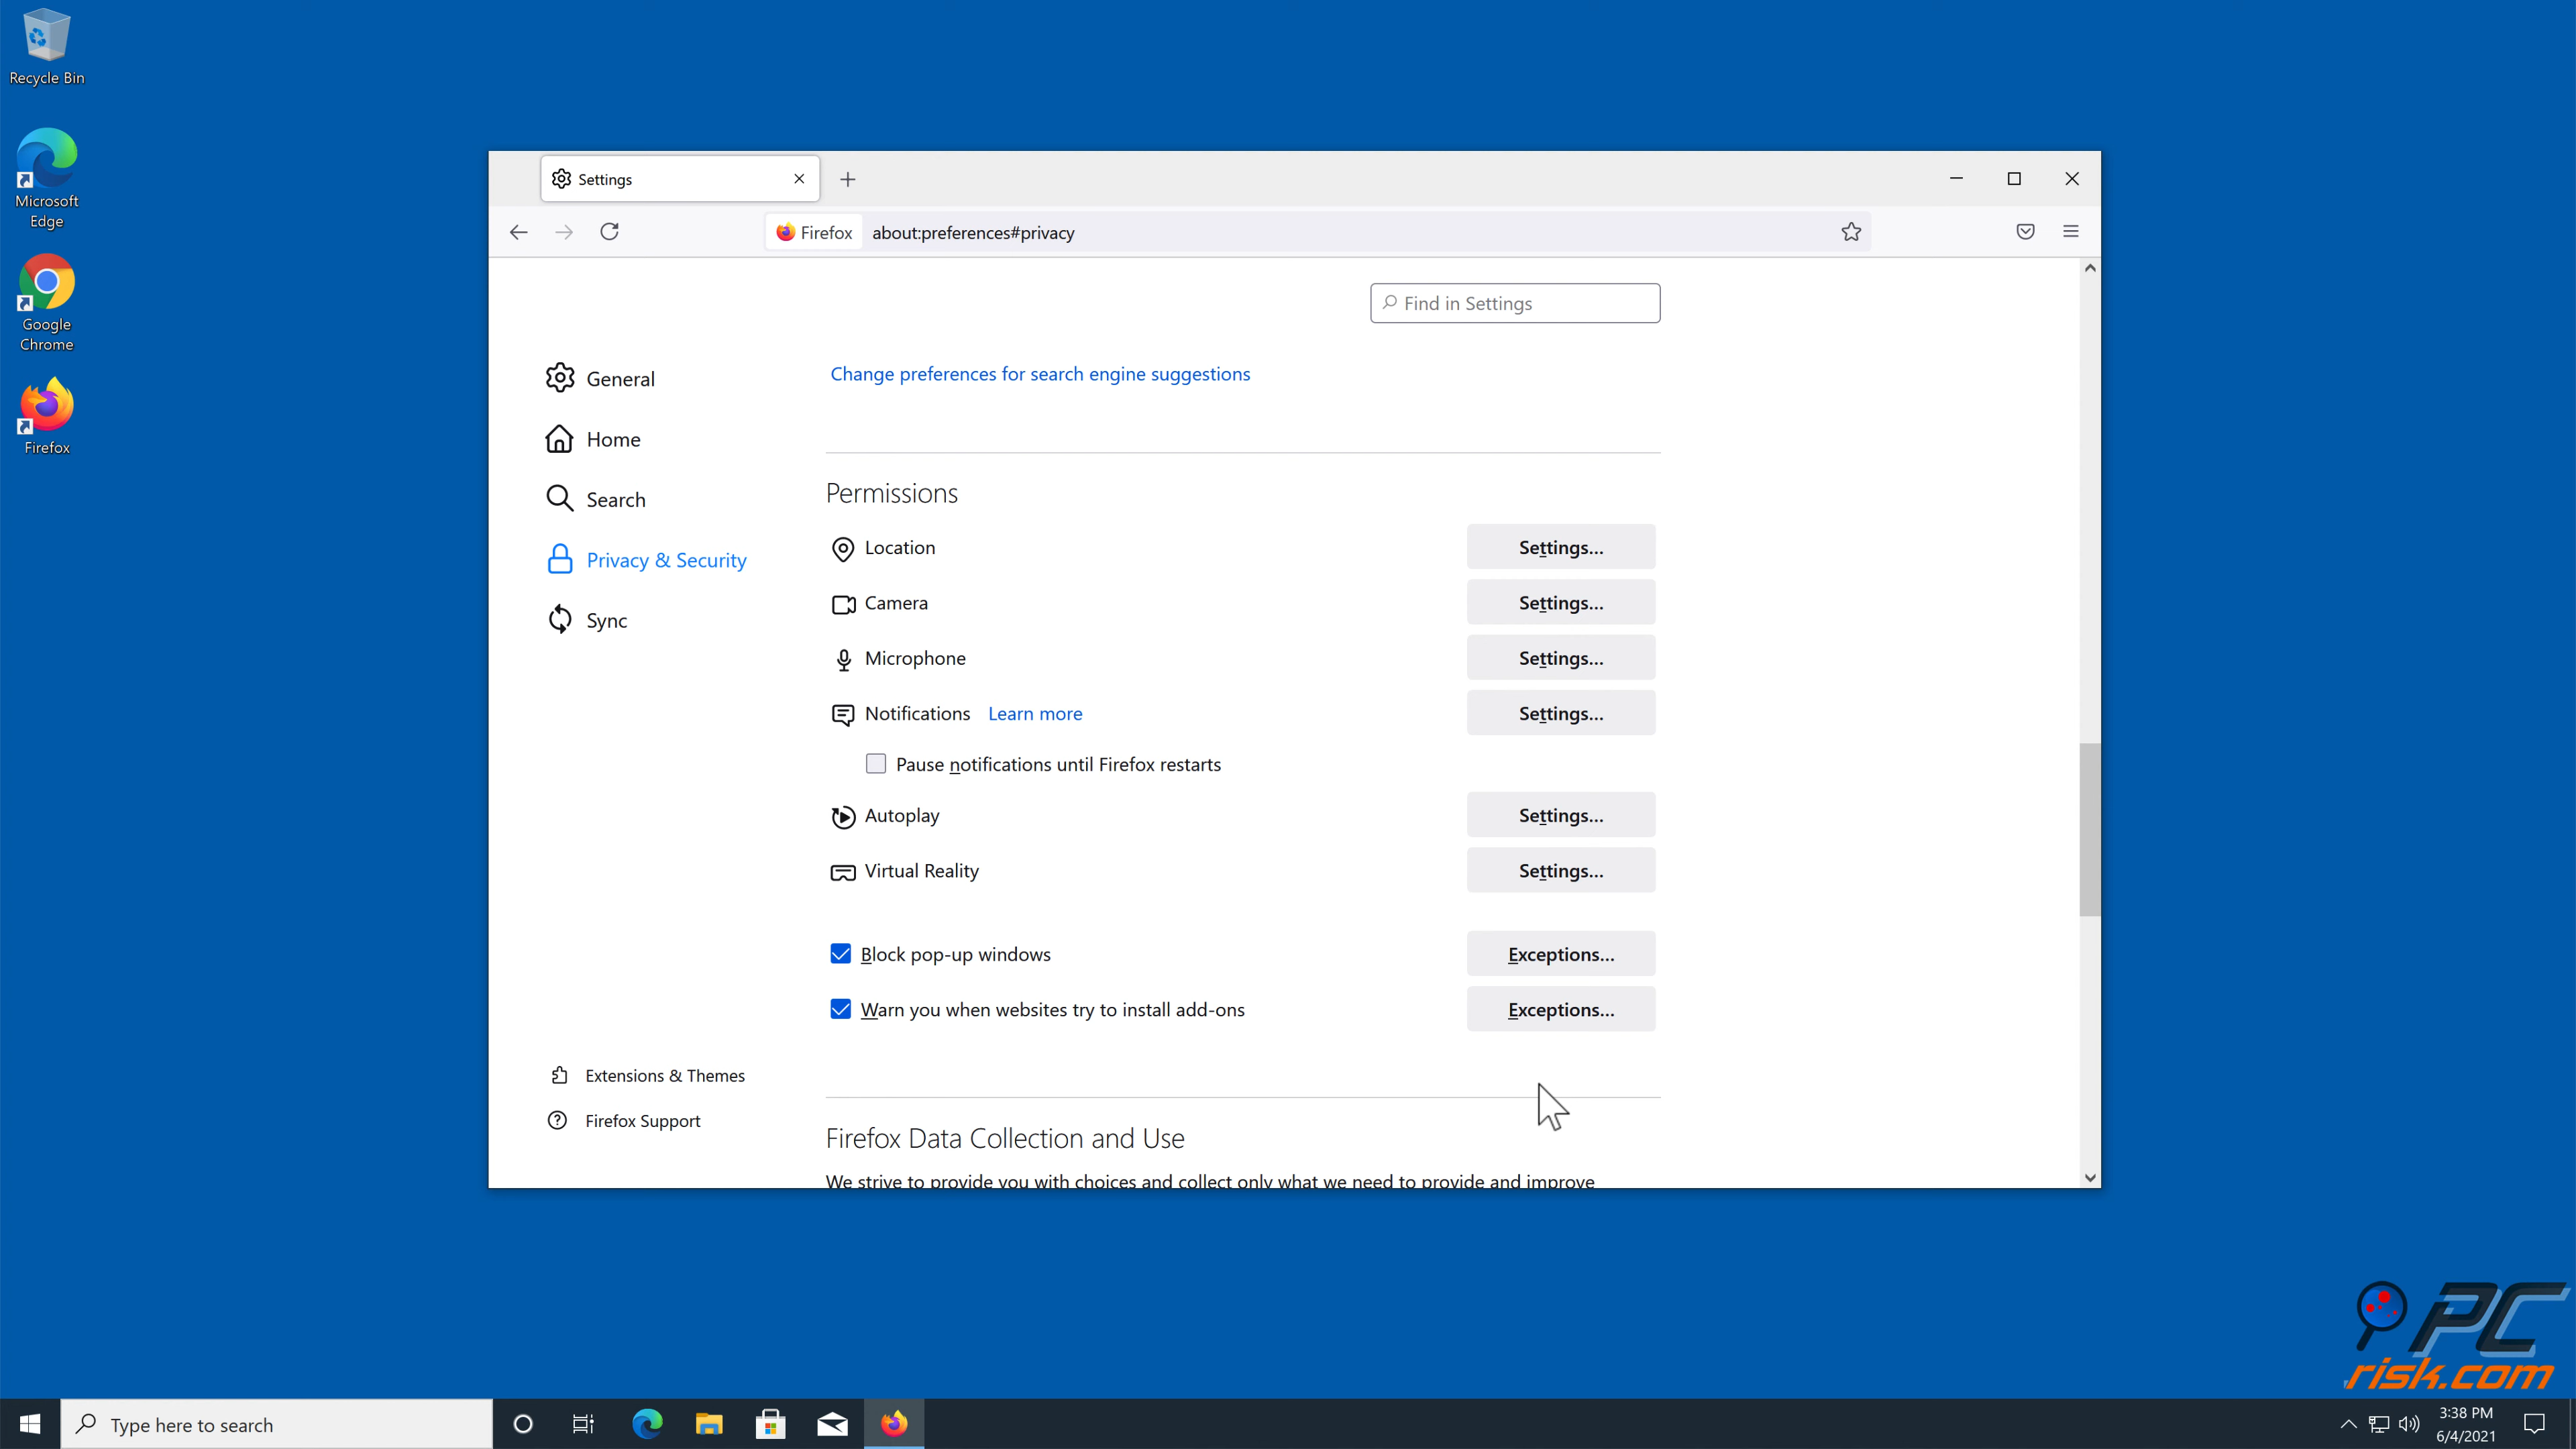 Recycle Bin
Microsoft
Edge
Google
Chrome
Firefox
Settings
Firefox
about:preferences#privacy
Find in Settings
General
Home
Search
Privacy & Security
Sync
Extensions & Themes
Firefox Support
Change preferences for search engine suggestions
Permissions
Location
Settings...
Camera
Settings...
Microphone
Settings...
Notifications Learn more
Settings...
Pause notifications until Firefox restarts
Autoplay
Settings...
Virtual Reality
Settings...
Block pop-up windows
Exceptions...
Warn you when websites try to install add-ons
Exceptions...
Firefox Data Collection and Use
We strive to provide you with choices and collect only what we need to provide and improve
PC
risk.com
Type here to search
3:38 PM
6/4/2021